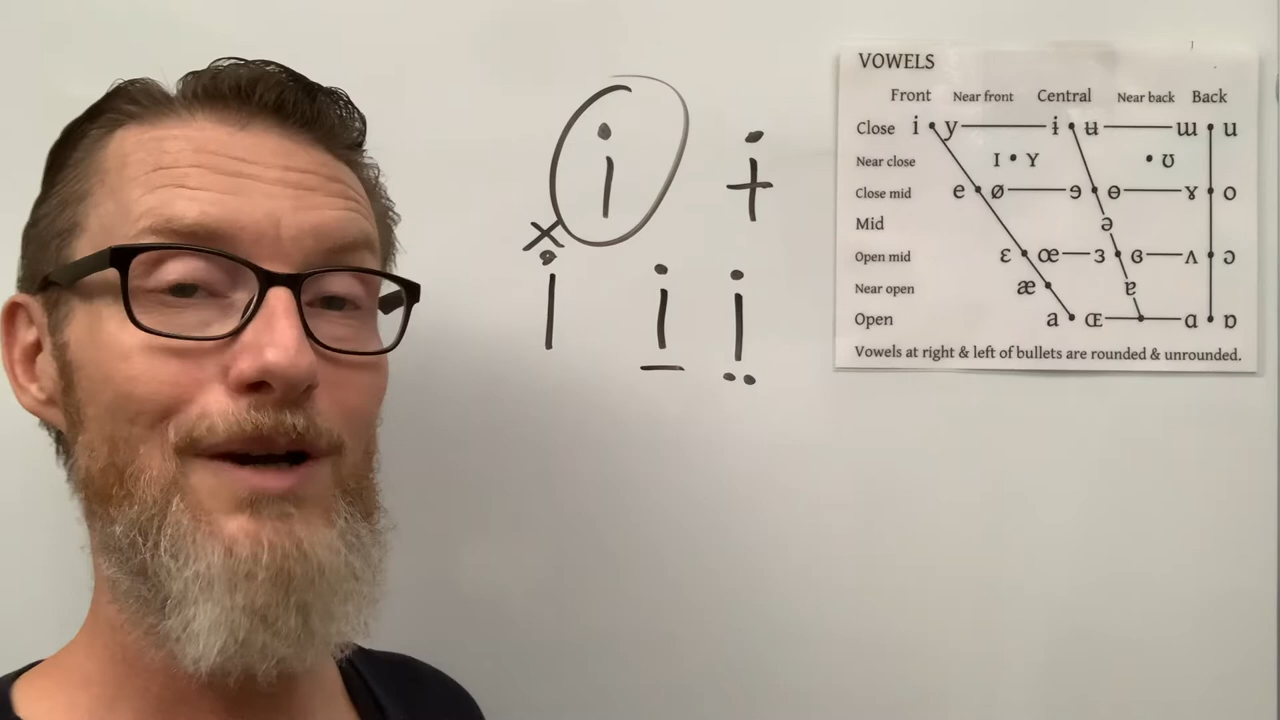 i ɨ
x
i i̠ i̤
VOWELS
Front Near front Central Near back Back
Close i y ɨ ʉ ɯ u
Near close ɪ ʏ ʊ
Close mid e ø ɘ ɵ ɤ o
Mid ə
Open mid ɛ œ ɜ ɞ ʌ ɔ
Near open æ ɐ
Open a ɶ ɑ ɒ
Vowels at right & left of bullets are rounded & unrounded.